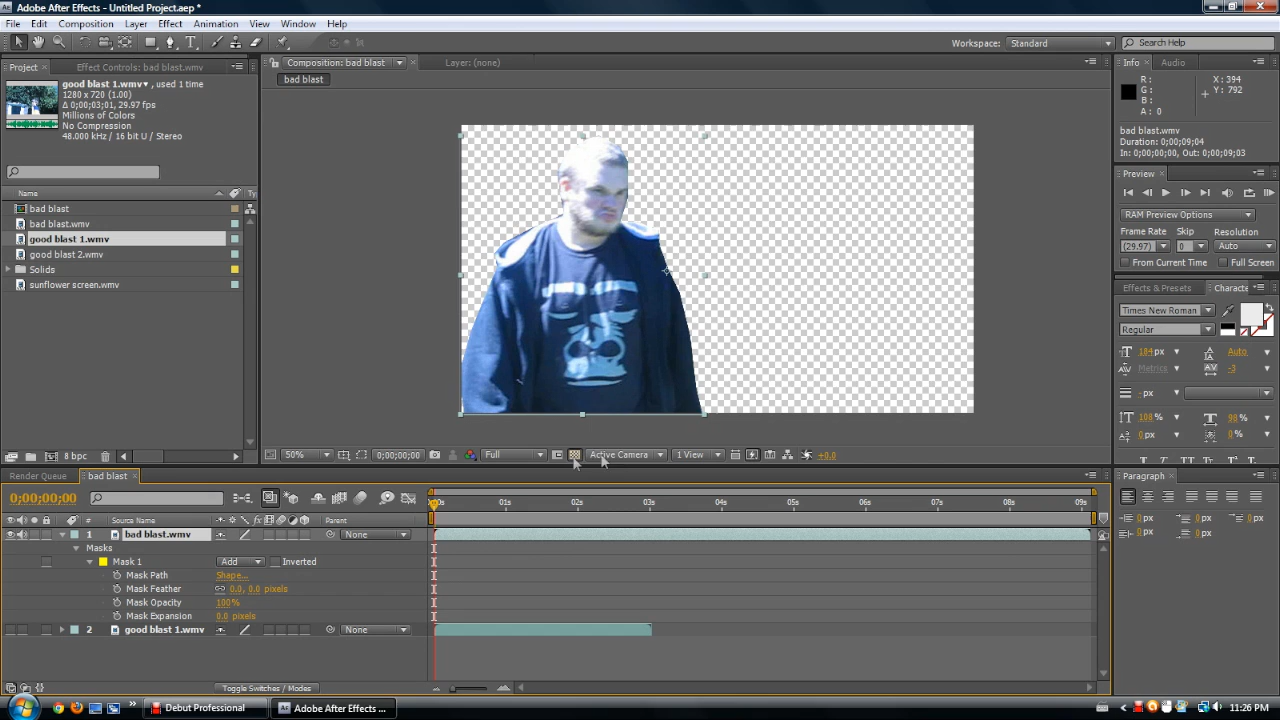 Adobe After Effects - Untitled Project.aep *
File Edit Composition Layer Effect Animation View Window Help
Workspace: Standard Search Help
Project Effect Controls: bad blast.wmv
good blast 1.wmv , used 1 time
1280 x 720 (1.00)
Δ 0;00;03;01, 29.97 fps
Millions of Colors
No Compression
48.000 kHz / 16 bit U / Stereo
Name Ty
bad blast
bad blast.wmv
good blast 1.wmv
good blast 2.wmv
Solids
sunflower screen.wmv
8 bpc
Composition: bad blast Layer: (none)
bad blast
50% 0;00;00;00 Full Active Camera 1 View +0.0
Info Audio
R: X: 394
G: Y: 792
B:
A: 0
bad blast.wmv
Duration: 0;00;09;04
In: 0;00;00;00, Out: 0;00;09;03
Preview
RAM Preview Options
Frame Rate Skip Resolution
(29.97) 0 Auto
From Current Time Full Screen
Effects & Presets Characte
Times New Roman
Regular
184 px Auto
Metrics -3
- px
108 % 98 %
0 px 0 %
T T
Paragraph
0 px 0 px 0 px
0 px 0 px
Render Queue bad blast
0;00;00;00
# Source Name Parent
00s 01s 02s 03s 04s 05s 06s 07s 08s 09s
1 bad blast.wmv None
Masks
Mask 1 Add Inverted
Mask Path Shape...
Mask Feather 0.0, 0.0 pixels
Mask Opacity 100%
Mask Expansion 0.0 pixels
2 good blast 1.wmv None
Toggle Switches / Modes
Debut Professional Adobe After Effects ... 11:26 PM